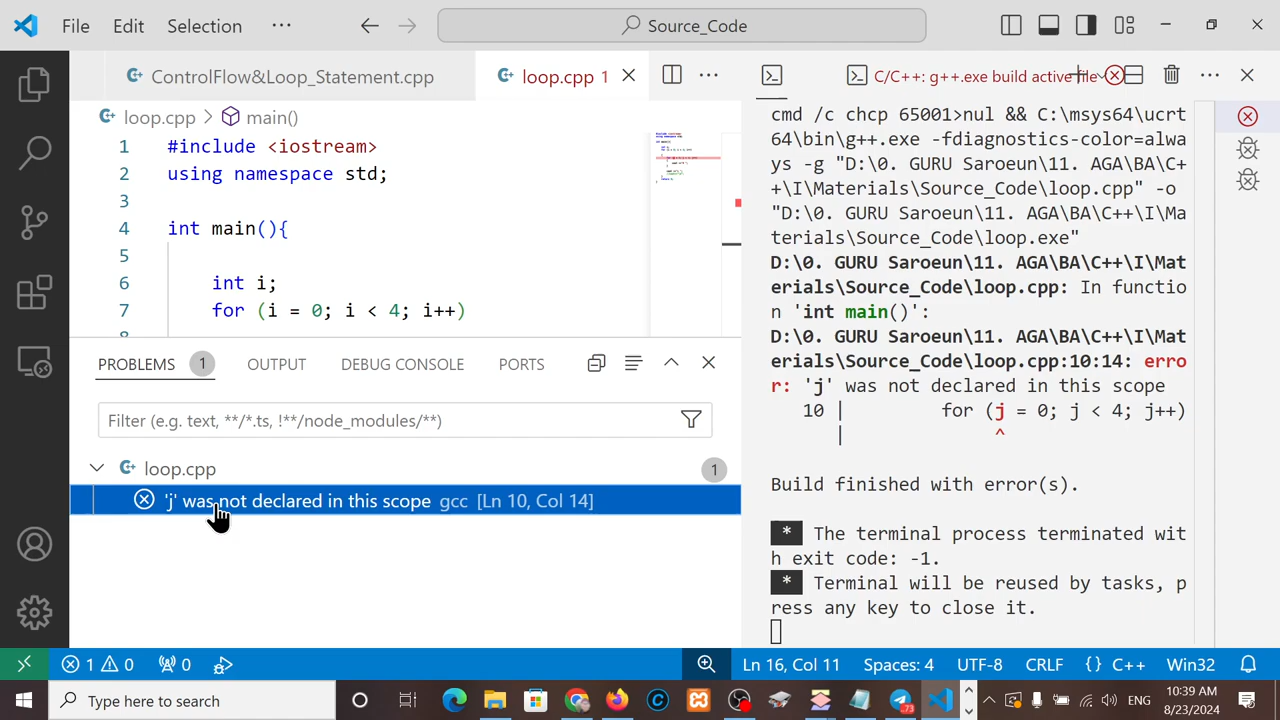 File Edit Selection ··· Source_Code
ControlFlow&Loop_Statement.cpp loop.cpp 1 C/C++: g++.exe build active file
loop.cpp > main()
1 #include <iostream>
2 using namespace std;
3
4 int main(){
5
6 int i;
7 for (i = 0; i < 4; i++)
PROBLEMS 1 OUTPUT DEBUG CONSOLE PORTS
Filter (e.g. text, **/*.ts, !**/node_modules/**)
loop.cpp 1
'j' was not declared in this scope gcc [Ln 10, Col 14]
cmd /c chcp 65001>nul && C:\msys64\ucrt
64\bin\g++.exe -fdiagnostics-color=alwa
ys -g "D:\0. GURU Saroeun\11. AGA\BA\C+
+\I\Materials\Source_Code\loop.cpp" -o
"D:\0. GURU Saroeun\11. AGA\BA\C++\I\Ma
terials\Source_Code\loop.exe"
D:\0. GURU Saroeun\11. AGA\BA\C++\I\Mat
erials\Source_Code\loop.cpp: In functio
n 'int main()':
D:\0. GURU Saroeun\11. AGA\BA\C++\I\Mat
erials\Source_Code\loop.cpp:10:14: erro
r: 'j' was not declared in this scope
10 | for (j = 0; j < 4; j++)
| ^
Build finished with error(s).
* The terminal process terminated wit
h exit code: -1.
* Terminal will be reused by tasks, p
ress any key to close it.
1 0 0 Ln 16, Col 11 Spaces: 4 UTF-8 CRLF {} C++ Win32
Type here to search 73 ENG 10:39 AM
8/23/2024